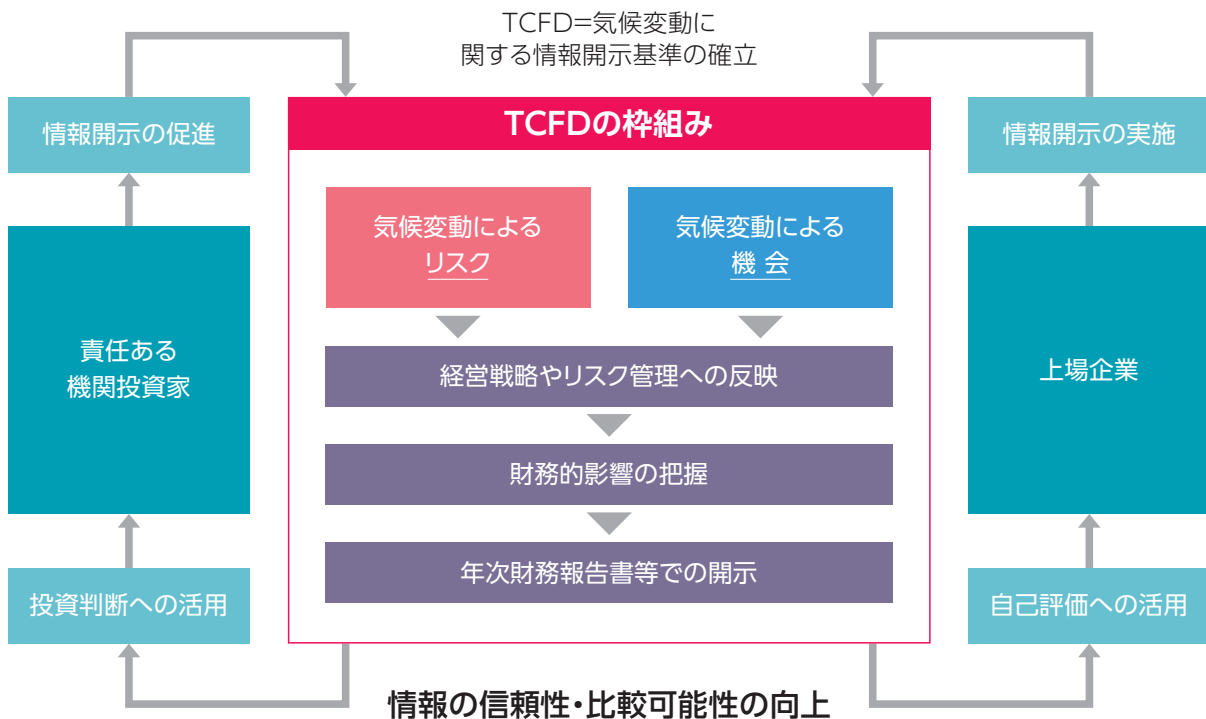 TCFD=気候変動に
関する情報開示基準の確立
情報開示の促進
責任ある
機関投資家
投資判断への活用
TCFDの枠組み
気候変動による
リスク
気候変動による
機 会
経営戦略やリスク管理への反映
財務的影響の把握
年次財務報告書等での開示
情報開示の実施
上場企業
自己評価への活用
情報の信頼性・比較可能性の向上